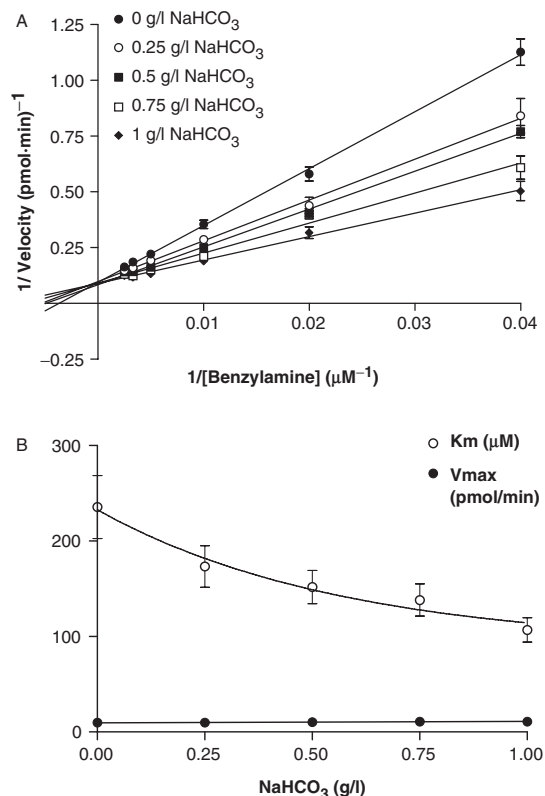 A
0 g/l NaHCO₃
0.25 g/l NaHCO₃
0.5 g/l NaHCO₃
0.75 g/l NaHCO₃
1 g/l NaHCO₃
1.25
1.00
0.75
0.50
0.25
−0.25
1/ Velocity (pmol·min)⁻¹
0.01
0.02
0.03
0.04
1/[Benzylamine] (μM⁻¹)
B
Km (μM)
Vmax
(pmol/min)
300
200
100
0
0.00
0.25
0.50
0.75
1.00
NaHCO₃ (g/l)